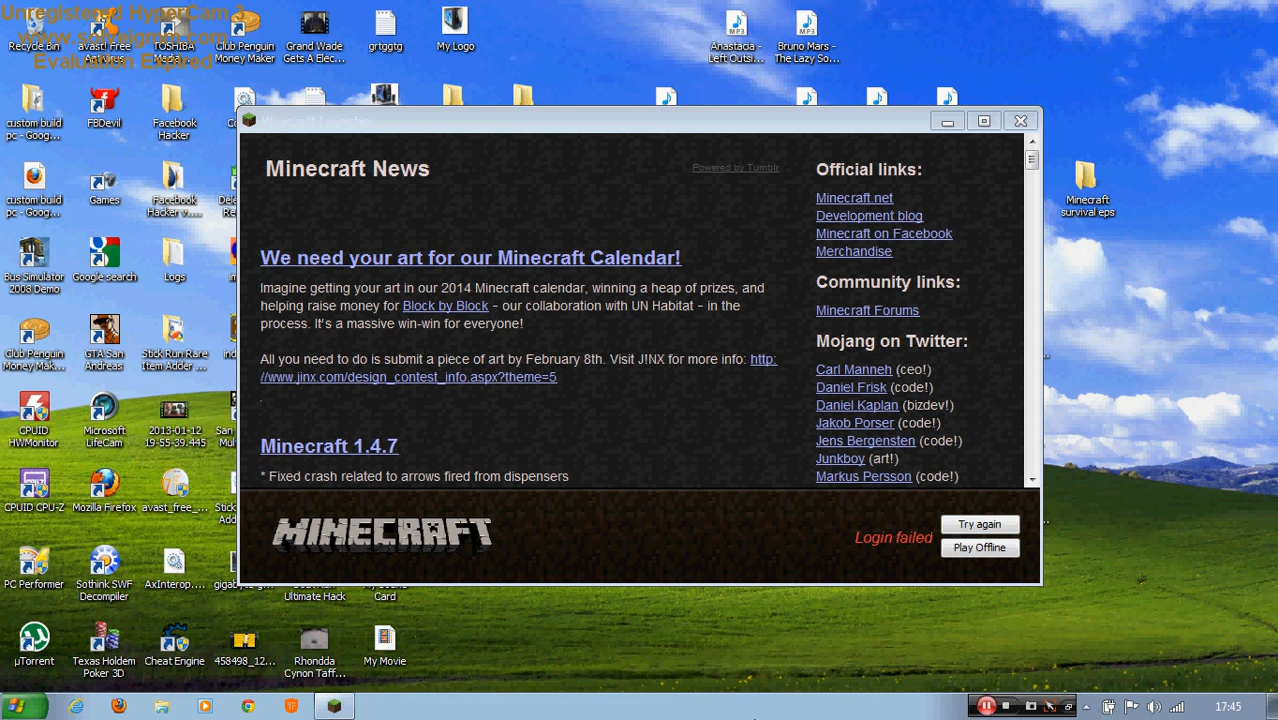 Unregistered HyperCam 3
www.solveigmm.com
Evaluation Expired
Recycle Bin
avast! Free Antivirus
TOSHIBA
Club Penguin Money Maker
Grand Wade Gets A Elec...
grtggtg
My Logo
Anastacia - Left Outsi...
Bruno Mars - The Lazy So...
custom build pc - Goog...
FBDevil
Facebook Hacker
Minecraft News
Powered by Tumblr
We need your art for our Minecraft Calendar!
Imagine getting your art in our 2014 Minecraft calendar, winning a heap of prizes, and
helping raise money for Block by Block - our collaboration with UN Habitat - in the
process. It's a massive win-win for everyone!
All you need to do is submit a piece of art by February 8th. Visit J!NX for more info: http:
//www.jinx.com/design_contest_info.aspx?theme=5
Minecraft 1.4.7
* Fixed crash related to arrows fired from dispensers
Official links:
Minecraft.net
Development blog
Minecraft on Facebook
Merchandise
Community links:
Minecraft Forums
Mojang on Twitter:
Carl Manneh (ceo!)
Daniel Frisk (code!)
Daniel Kaplan (bizdev!)
Jakob Porser (code!)
Jens Bergensten (code!)
Junkboy (art!)
Markus Persson (code!)
MINECRAFT
Login failed
Try again
Play Offline
Minecraft survival eps
custom build pc - Goog...
Games
Facebook Hacker v....
Bus Simulator 2008 Demo
Google search
Logs
Club Penguin Money Mak...
GTA San Andreas
Stick Run Rare Item Adder ...
CPUID HWMonitor
Microsoft LifeCam
2013-01-12 19-55-39.445
CPUID CPU-Z
Mozilla Firefox
avast_free_...
PC Performer
Sothink SWF Decompiler
AxInterop....
Ultimate Hack
Card
µTorrent
Texas Holdem Poker 3D
Cheat Engine
458498_12...
Rhondda Cynon Taff...
My Movie
17:45